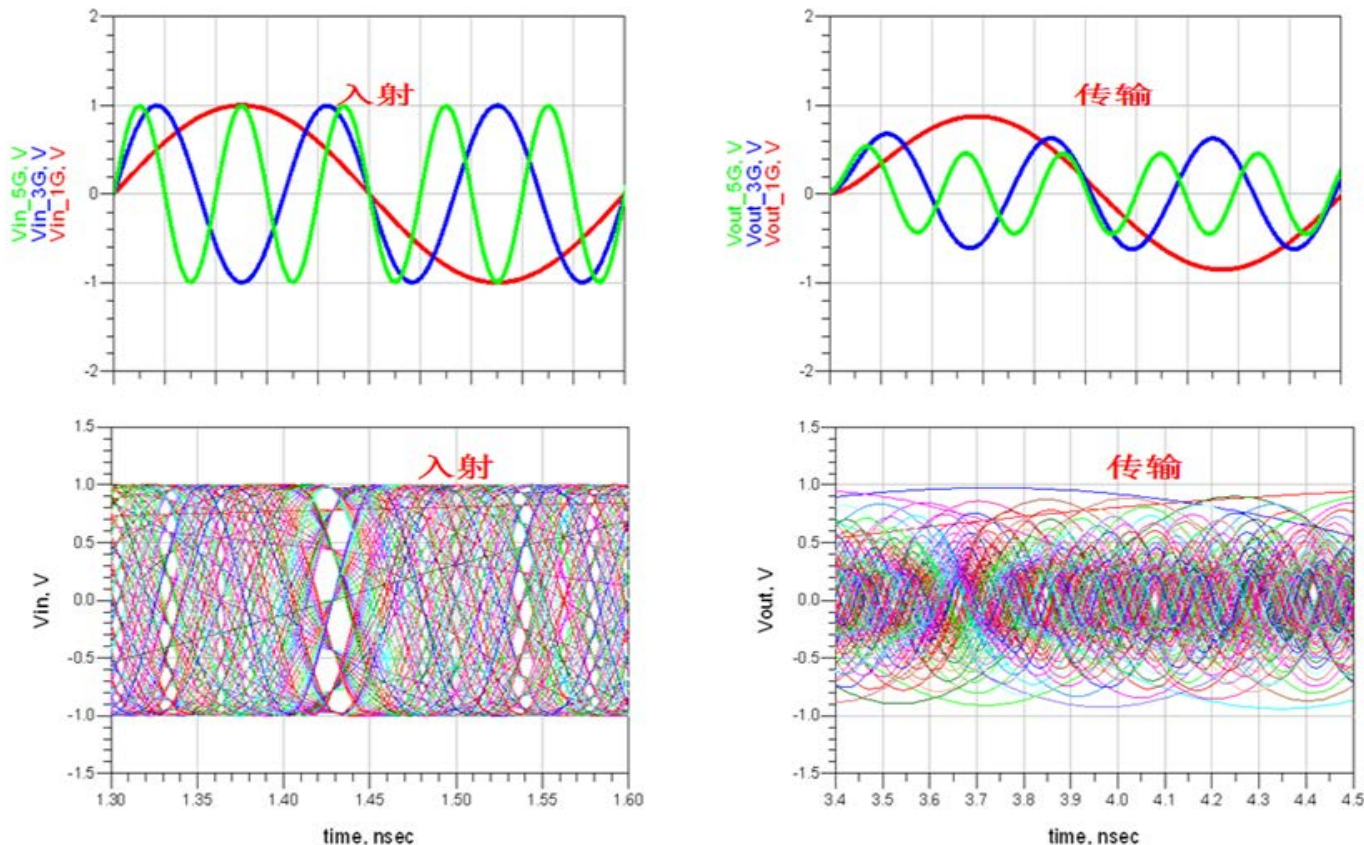 2
1
0
-1
-2
Vin_5G, V
Vin_3G, V
Vin_1G, V
入射
2
1
0
-1
-2
Vout_5G, V
Vout_3G, V
Vout_1G, V
传输
1.5
1.0
0.5
0.0
-0.5
-1.0
-1.5
Vin, V
入射
1.30 1.35 1.40 1.45 1.50 1.55 1.60
time, nsec
1.5
1.0
0.5
0.0
-0.5
-1.0
-1.5
Vout, V
传输
3.4 3.5 3.6 3.7 3.8 3.9 4.0 4.1 4.2 4.3 4.4 4.5
time, nsec